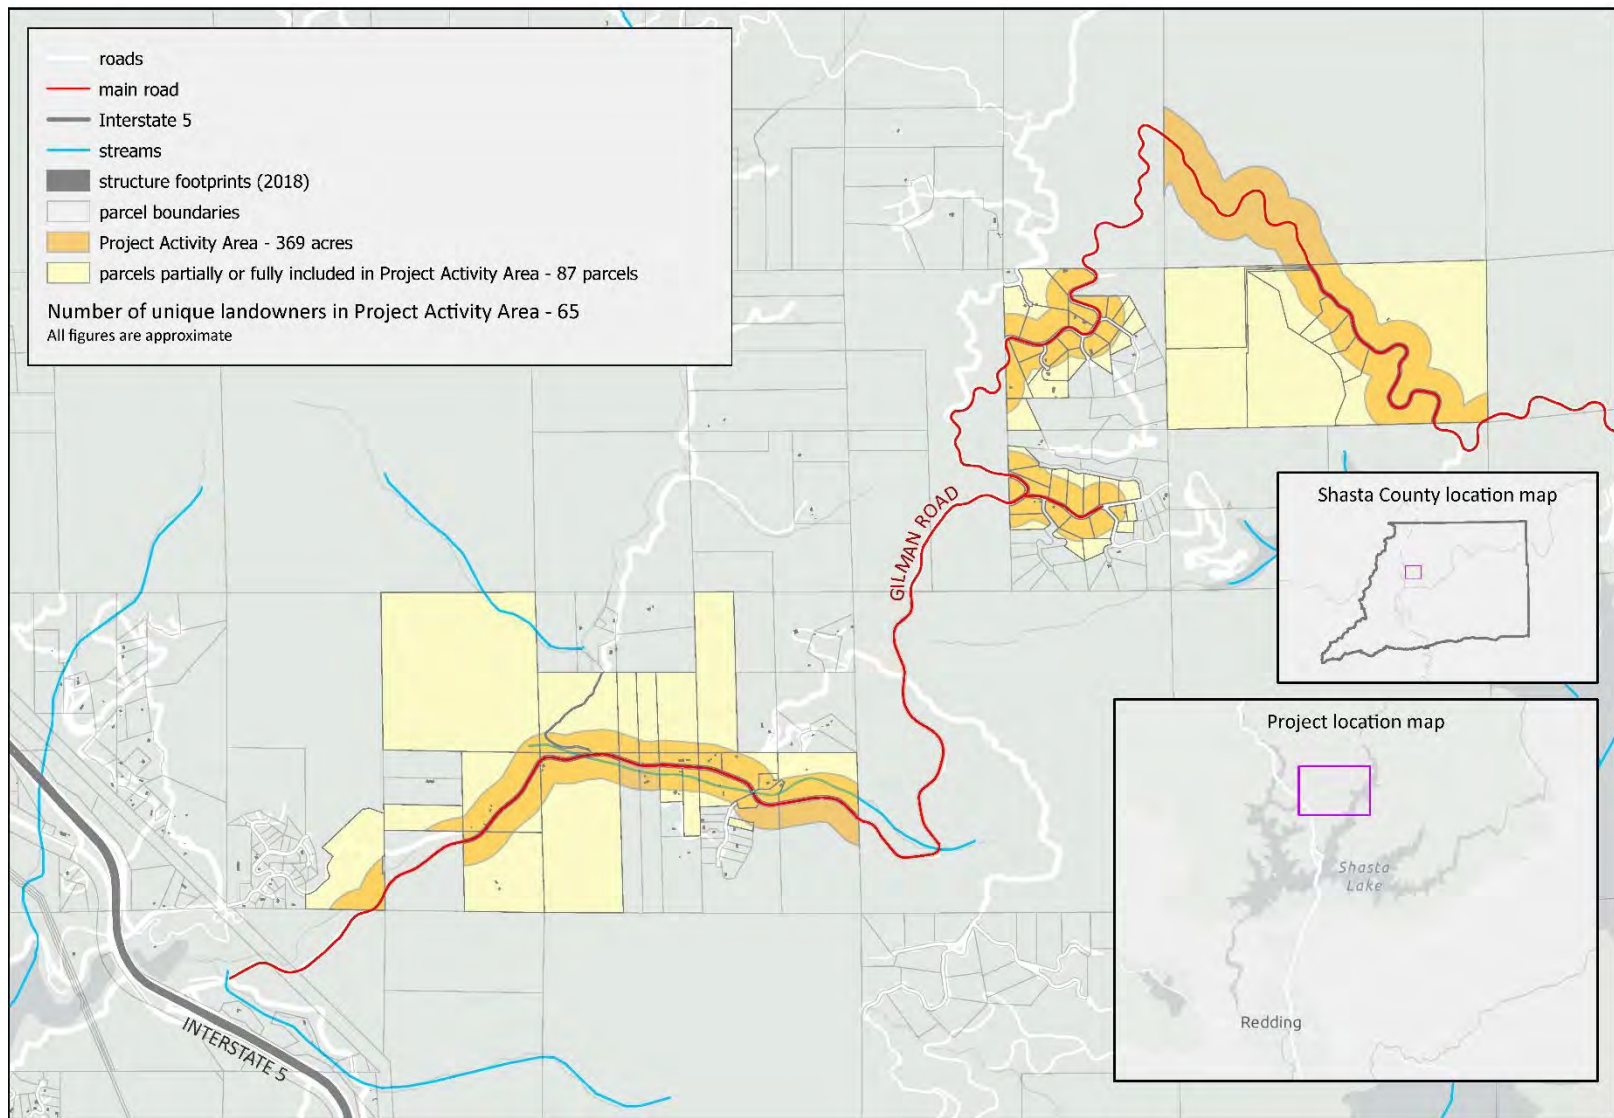 roads
main road
Interstate 5
streams
structure footprints (2018)
parcel boundaries
Project Activity Area - 369 acres
parcels partially or fully included in Project Activity Area - 87 parcels
Number of unique landowners in Project Activity Area - 65
All figures are approximate
GILMAN ROAD
INTERSTATE 5
Shasta County location map
Project location map
Shasta
Lake
Redding